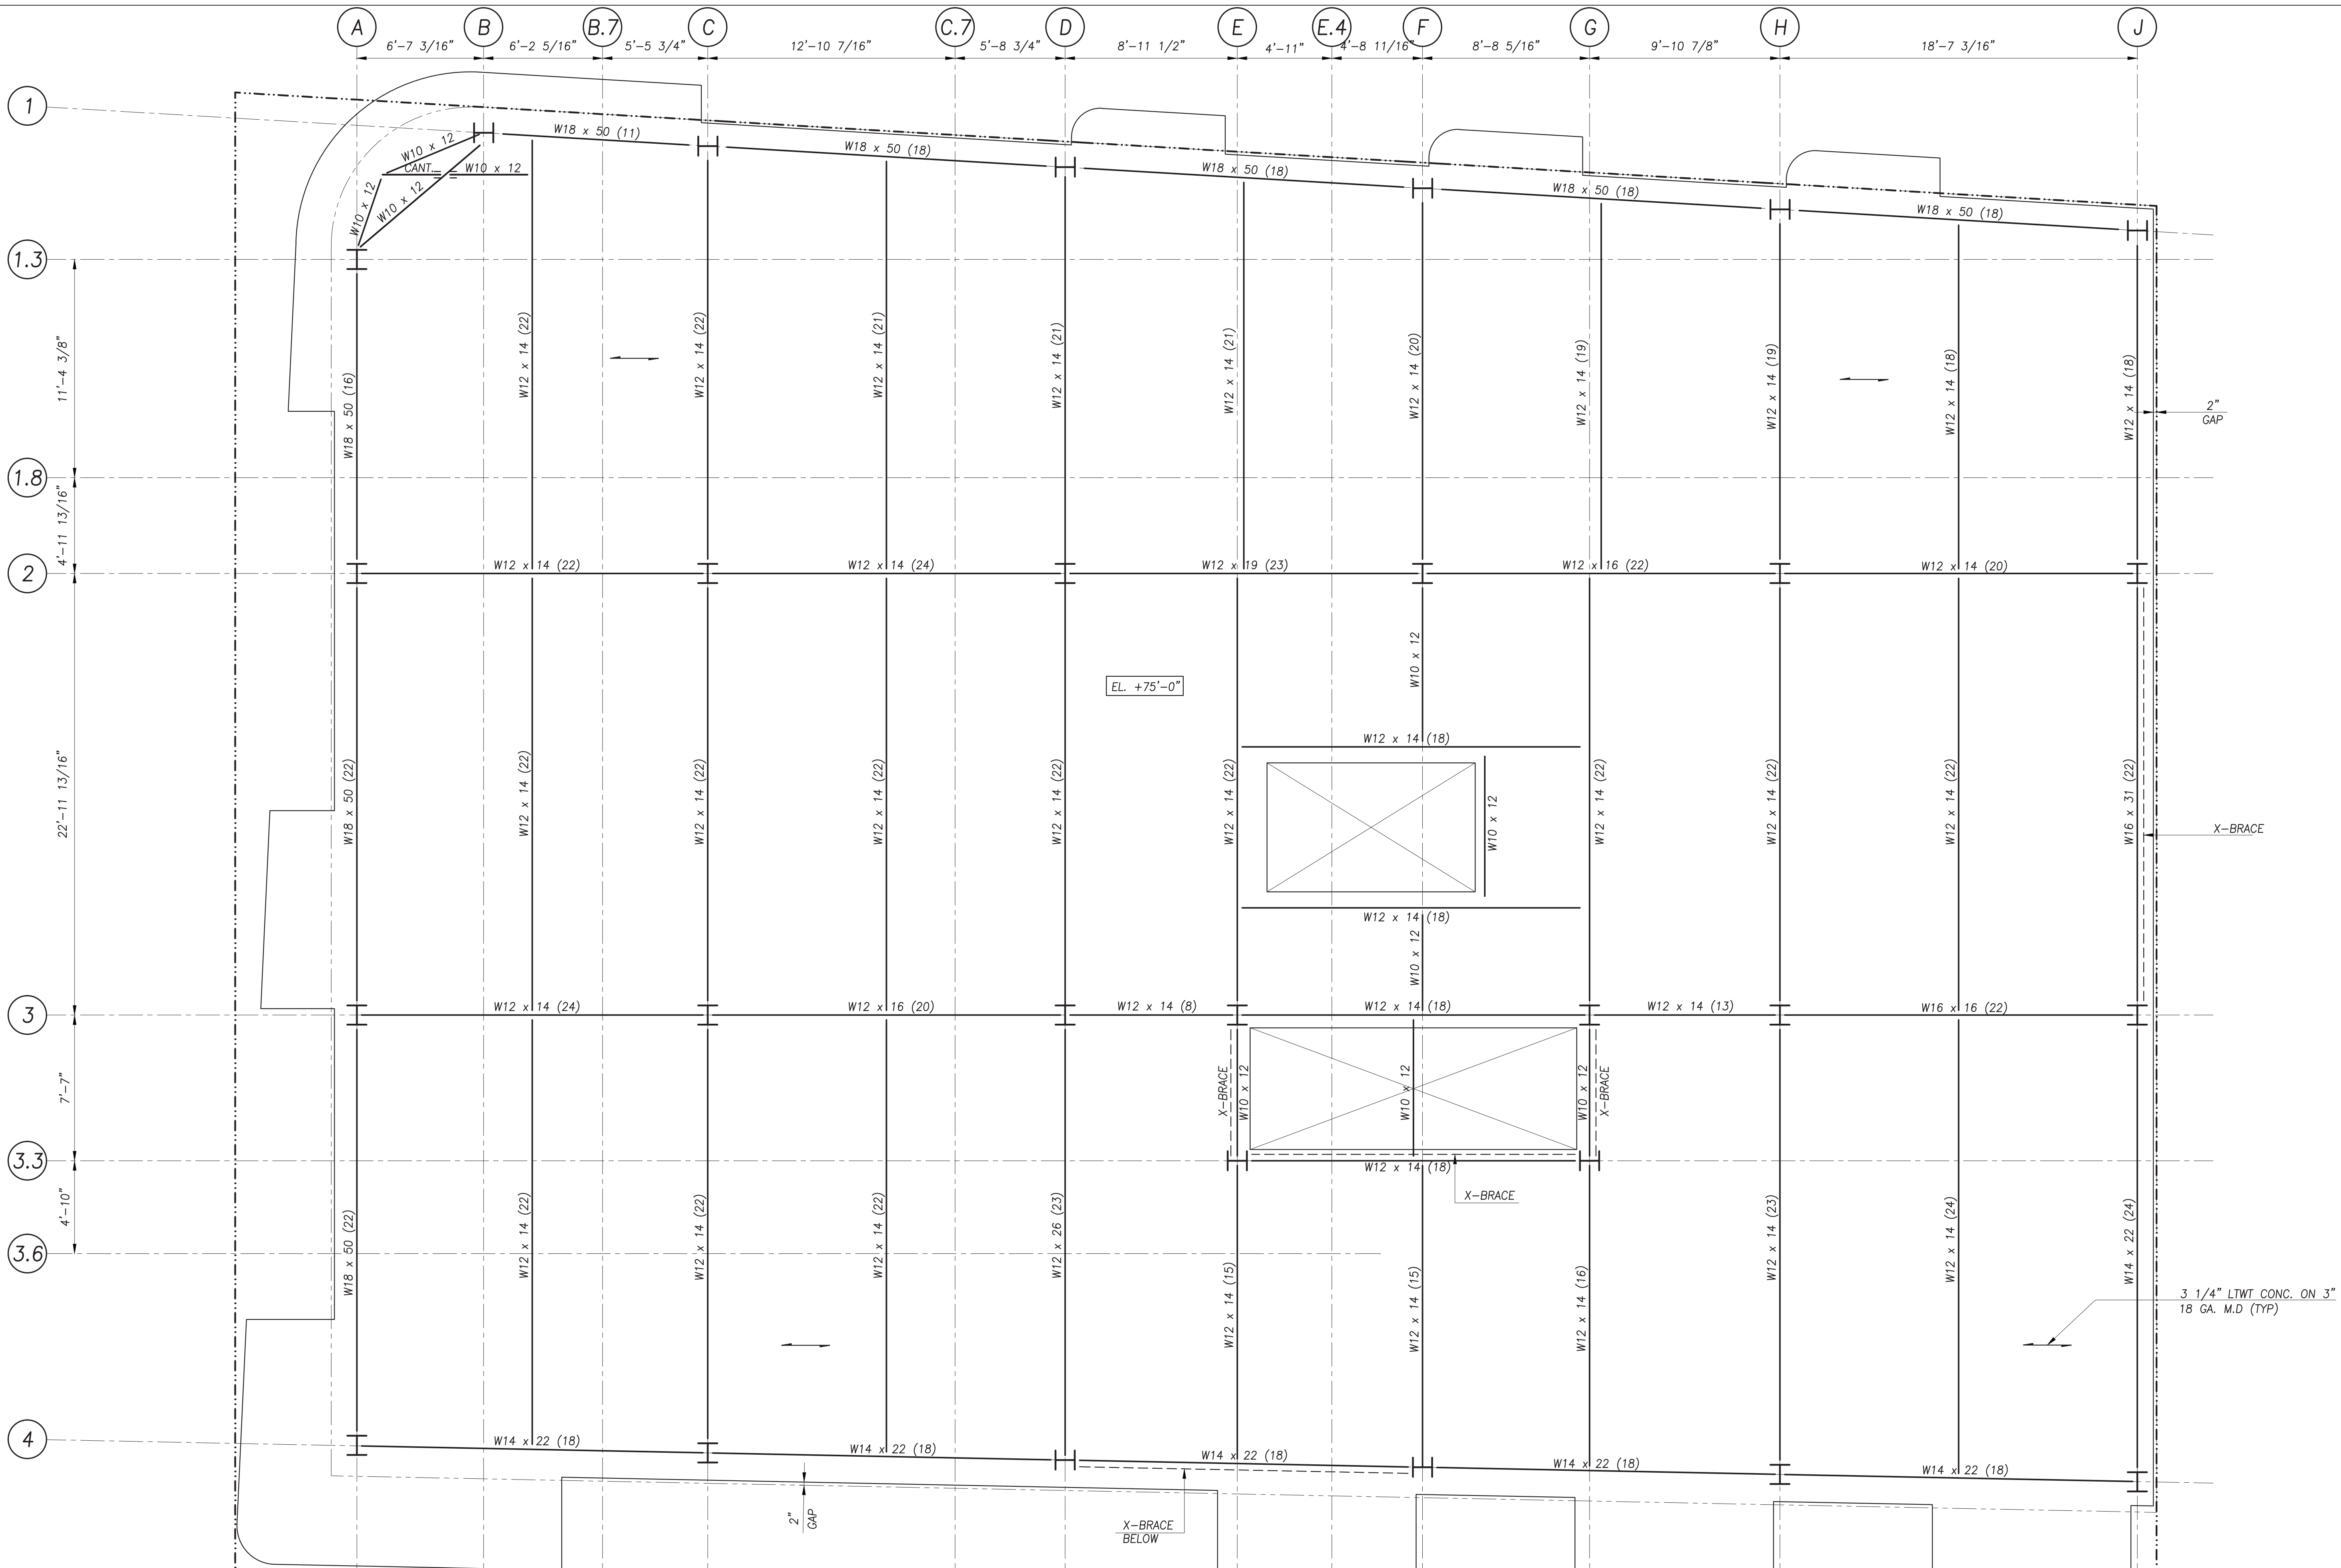 A
B
B.7
C
C.7
D
E
E.4
F
G
H
J
6'-7 3/16"
6'-2 5/16"
5'-5 3/4"
12'-10 7/16"
5'-8 3/4"
8'-11 1/2"
4'-11"
4'-8 11/16"
8'-8 5/16"
9'-10 7/8"
18'-7 3/16"
1
W18 x 50 (11)
W18 x 50 (18)
W18 x 50 (18)
W18 x 50 (18)
W18 x 50 (18)
W10 x 12
CANT.
W10 x 12
W10 x 12
W10 x 12
1.3
11'-4 3/8"
W18 x 50 (16)
W12 x 14 (22)
W12 x 14 (22)
W12 x 14 (21)
W12 x 14 (21)
W12 x 14 (21)
W12 x 14 (20)
W12 x 14 (19)
W12 x 14 (19)
W12 x 14 (18)
W12 x 14 (18)
2"
GAP
1.8
4'-11 13/16"
2
W12 x 14 (22)
W12 x 14 (24)
W12 x 19 (23)
W12 x 16 (22)
W12 x 14 (20)
W10 x 12
EL. +75'-0"
W12 x 14 (18)
22'-11 13/16"
W18 x 50 (22)
W12 x 14 (22)
W12 x 14 (22)
W12 x 14 (22)
W12 x 14 (22)
W12 x 14 (22)
W10 x 12
W12 x 14 (22)
W12 x 14 (22)
W12 x 14 (22)
W16 x 31 (22)
X-BRACE
W12 x 14 (18)
W10 x 12
3
W12 x 14 (24)
W12 x 16 (20)
W12 x 14 (8)
W12 x 14 (18)
W12 x 14 (13)
W16 x 16 (22)
7'-7"
X-BRACE
W10 x 12
W10 x 12
W10 x 12
X-BRACE
3.3
W12 x 14 (18)
X-BRACE
4'-10"
3.6
W18 x 50 (22)
W12 x 14 (22)
W12 x 14 (22)
W12 x 14 (22)
W12 x 26 (23)
W12 x 14 (15)
W12 x 14 (15)
W12 x 14 (16)
W12 x 14 (23)
W12 x 14 (24)
W14 x 22 (24)
3 1/4" LTWT CONC. ON 3"
18 GA. M.D (TYP)
4
W14 x 22 (18)
W14 x 22 (18)
W14 x 22 (18)
W14 x 22 (18)
W14 x 22 (18)
2"
GAP
X-BRACE
BELOW